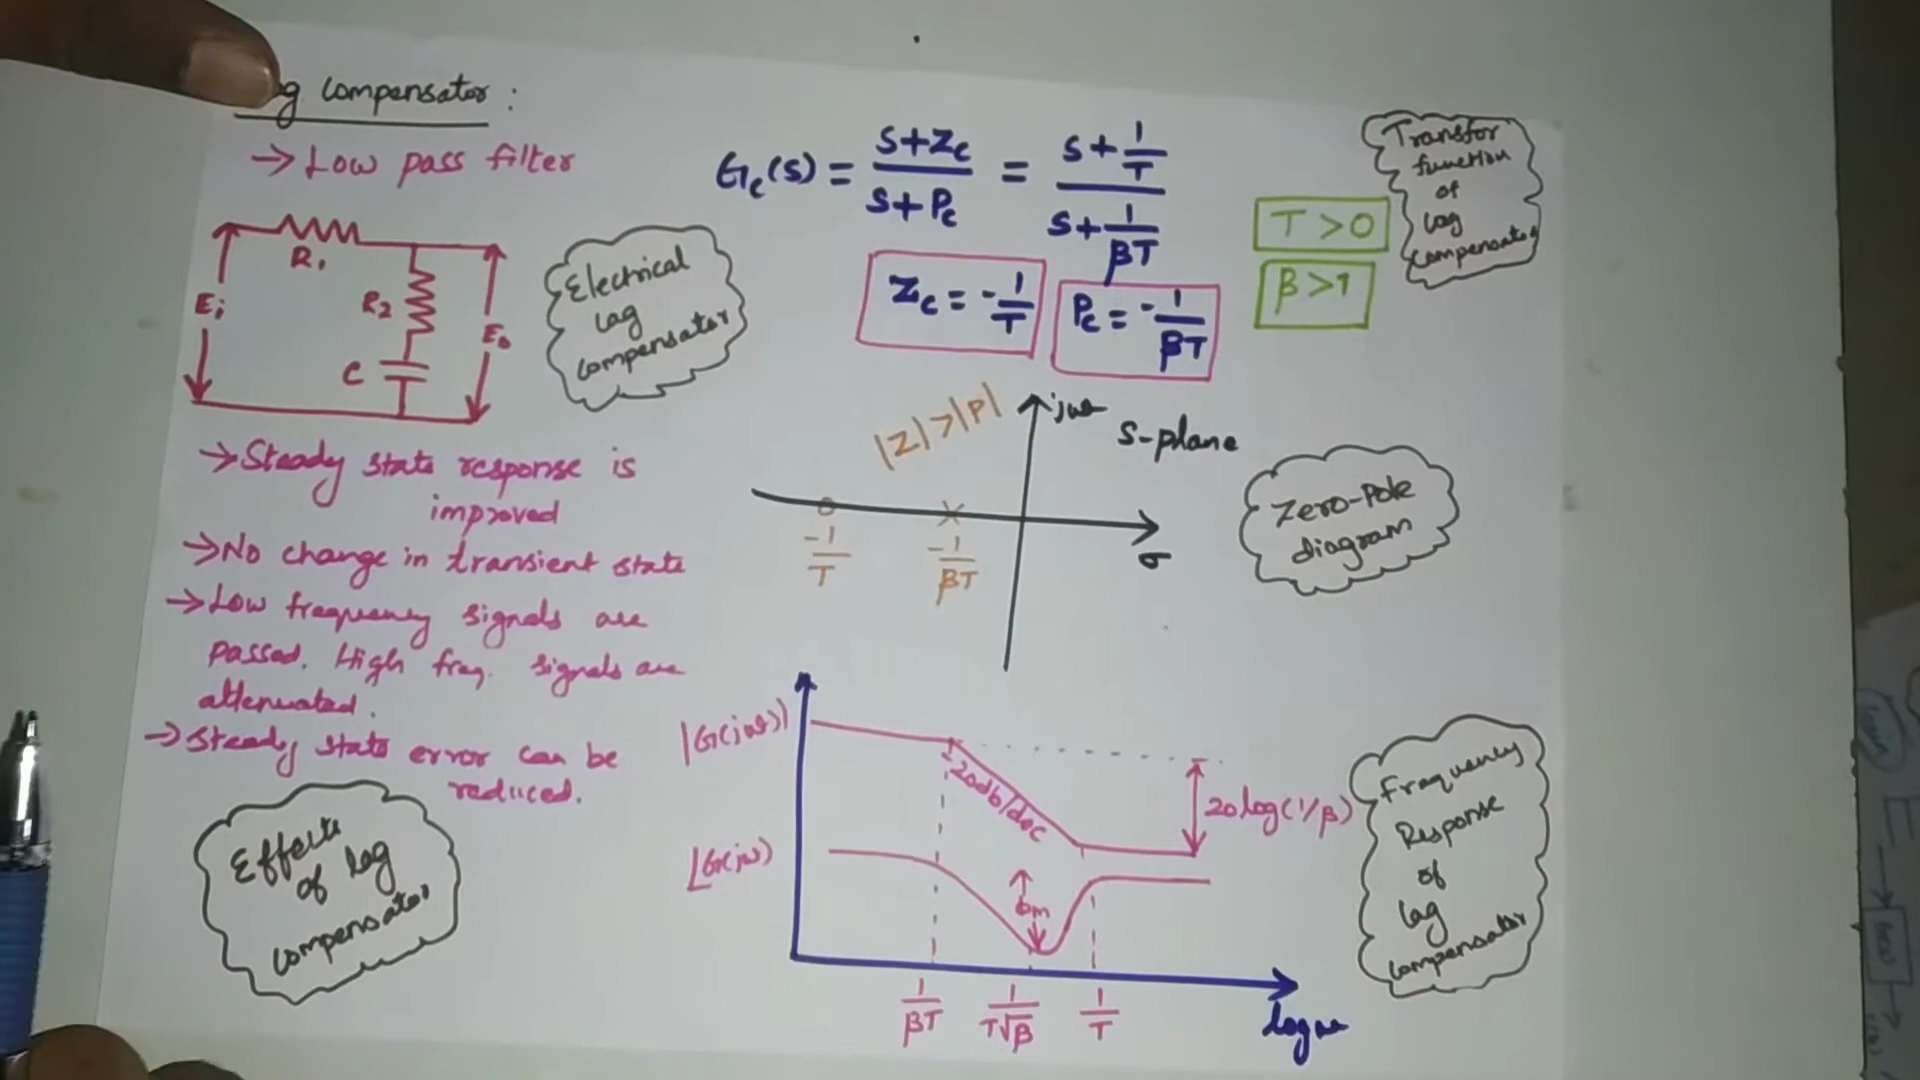 ag compensator :
→ Low pass filter
R1
R2
C
Ei
Eo
Electrical
lag
compensator
→ Steady state response is
improved
→ No change in transient state
→ Low frequency signals are
passed. High freq. signals are
attenuated.
→ Steady state error can be
reduced.
Effects
of lag
compensator
Gc(s) = s+Zc / s+Pc = s+1/T / s+1/βT
Zc = -1/T
Pc = -1/βT
T > 0
β > 1
Transfor
function
of
lag
compensator
|Z| > |P|
jω
S-plane
σ
-1/T
-1/βT
Zero-Pole
diagram
|G(jω)|
-20db/dec
20log(1/β)
∠G(jω)
ϕm
1/βT
1/T√β
1/T
logω
Frequency
Response
of
lag
compensator